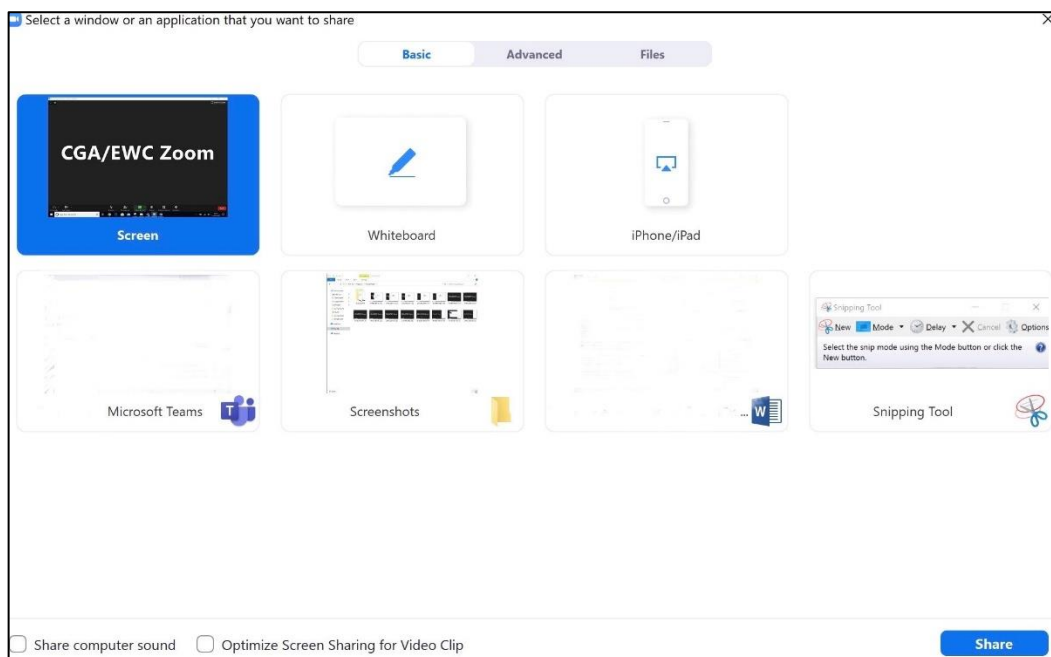 Select a window or an application that you want to share
Basic Advanced Files
CGA/EWC Zoom
Screen
Whiteboard
iPhone/iPad
Snipping Tool
New Mode Delay Cancel Options
Select the snip mode using the Mode button or click the
New button.
Microsoft Teams
Screenshots
... W
Snipping Tool
Share computer sound Optimize Screen Sharing for Video Clip
Share